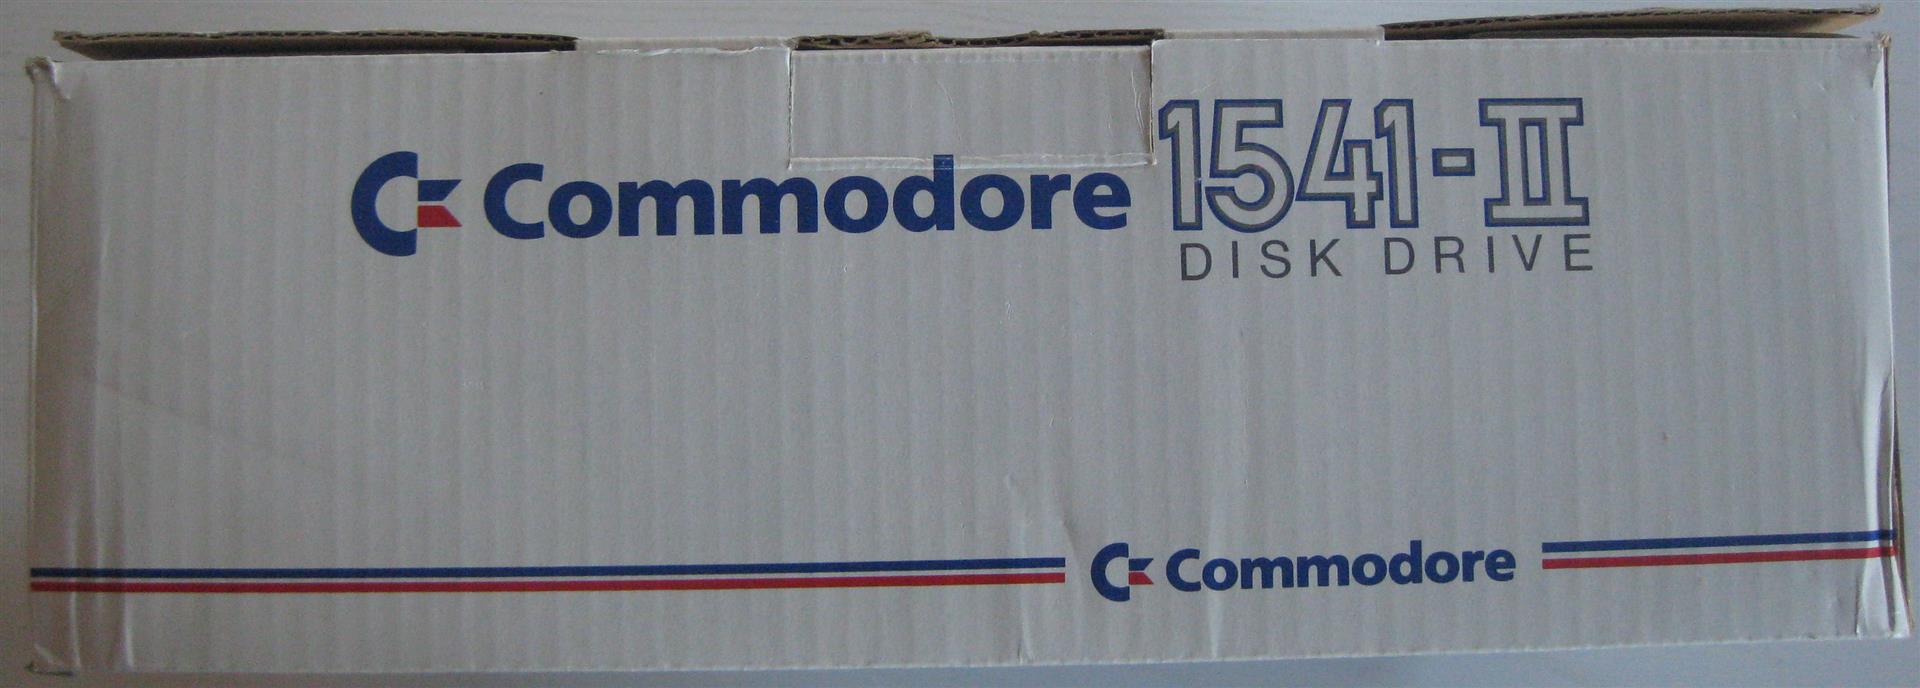 Commodore 1541-II
DISK DRIVE
Commodore